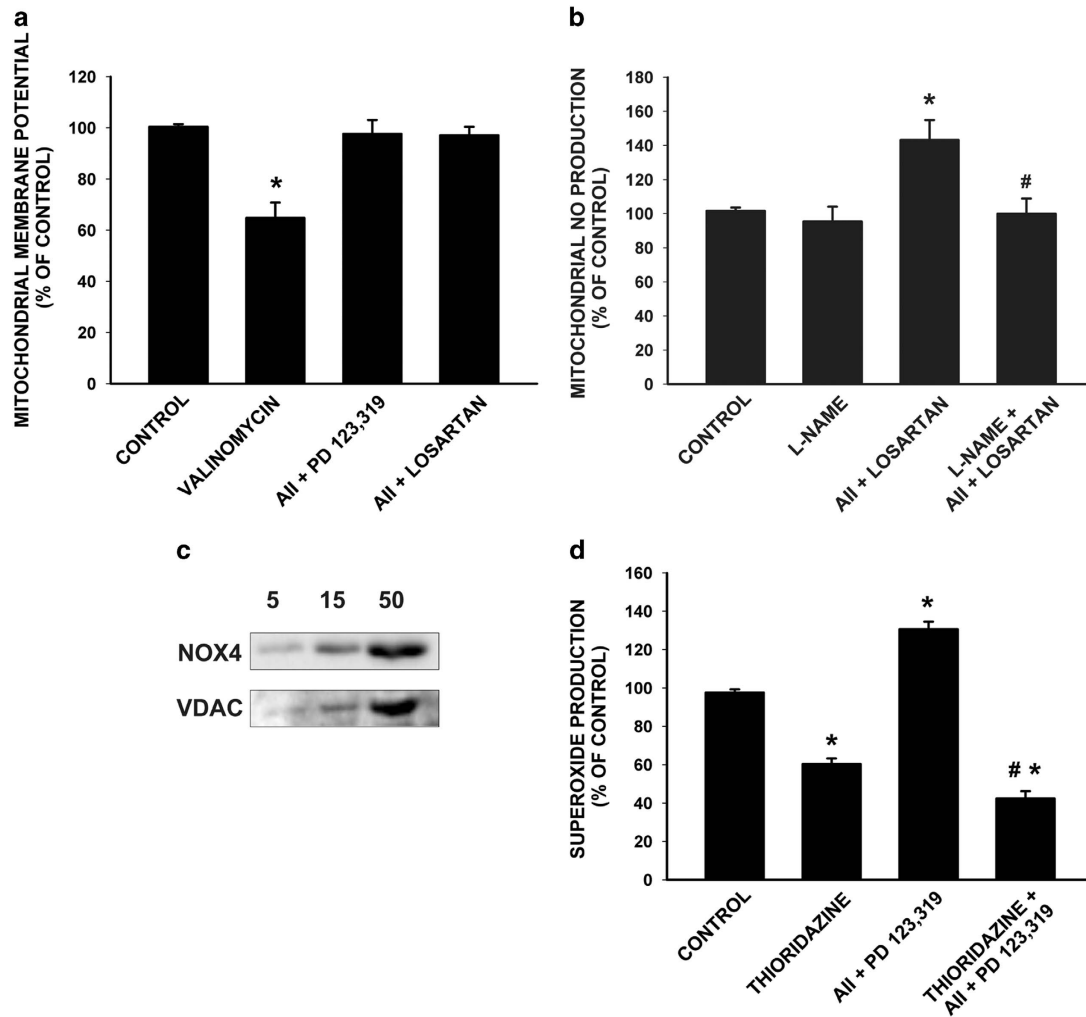 a
MITOCHONDRIAL MEMBRANE POTENTIAL
(% OF CONTROL)
120
100
80
60
40
20
0
*
CONTROL
VALINOMYCIN
AII + PD 123,319
AII + LOSARTAN
b
MITOCHONDRIAL NO PRODUCTION
(% OF CONTROL)
180
160
140
120
100
80
60
40
20
0
*
#
CONTROL
L-NAME
AII + LOSARTAN
L-NAME +
AII + LOSARTAN
c
5 15 50
NOX4
VDAC
d
SUPEROXIDE PRODUCTION
(% OF CONTROL)
160
140
120
100
80
60
40
20
0
*
*
# *
CONTROL
THIORIDAZINE
AII + PD 123,319
THIORIDAZINE +
AII + PD 123,319